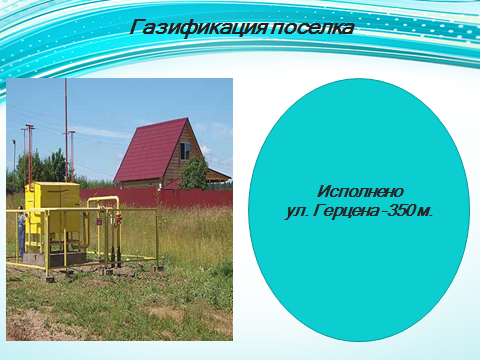 Газификация поселка
Исполнено
ул. Герцена -350 м.